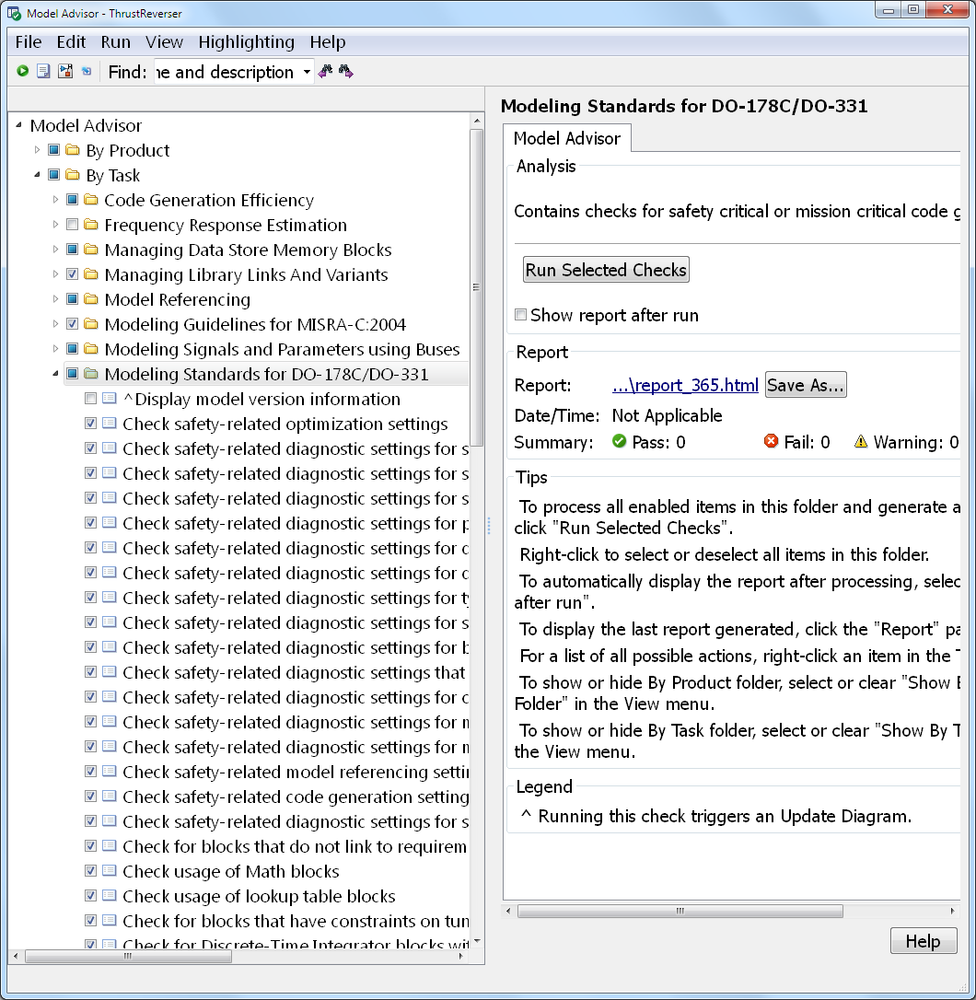 Model Advisor - ThrustReverser
File Edit Run View Highlighting Help
Find: ne and description
Model Advisor
By Product
By Task
Code Generation Efficiency
Frequency Response Estimation
Managing Data Store Memory Blocks
Managing Library Links And Variants
Model Referencing
Modeling Guidelines for MISRA-C:2004
Modeling Signals and Parameters using Buses
Modeling Standards for DO-178C/DO-331
^Display model version information
Check safety-related optimization settings
Check safety-related diagnostic settings for s
Check safety-related diagnostic settings for s
Check safety-related diagnostic settings for s
Check safety-related diagnostic settings for p
Check safety-related diagnostic settings for d
Check safety-related diagnostic settings for d
Check safety-related diagnostic settings for ty
Check safety-related diagnostic settings for s
Check safety-related diagnostic settings for b
Check safety-related diagnostic settings that
Check safety-related diagnostic settings for c
Check safety-related diagnostic settings for m
Check safety-related diagnostic settings for m
Check safety-related model referencing settin
Check safety-related code generation setting
Check safety-related diagnostic settings for s
Check for blocks that do not link to requirem
Check usage of Math blocks
Check usage of lookup table blocks
Check for blocks that have constraints on tun
Check for Discrete-Time Integrator blocks wit
Modeling Standards for DO-178C/DO-331
Model Advisor
Analysis
Contains checks for safety critical or mission critical code g
Run Selected Checks
Show report after run
Report
Report: ...\report_365.html Save As...
Date/Time: Not Applicable
Summary: Pass: 0 Fail: 0 Warning: 0
Tips
To process all enabled items in this folder and generate a
click "Run Selected Checks".
Right-click to select or deselect all items in this folder.
To automatically display the report after processing, selec
after run".
To display the last report generated, click the "Report" pa
For a list of all possible actions, right-click an item in the T
To show or hide By Product folder, select or clear "Show B
Folder" in the View menu.
To show or hide By Task folder, select or clear "Show By T
the View menu.
Legend
^ Running this check triggers an Update Diagram.
Help